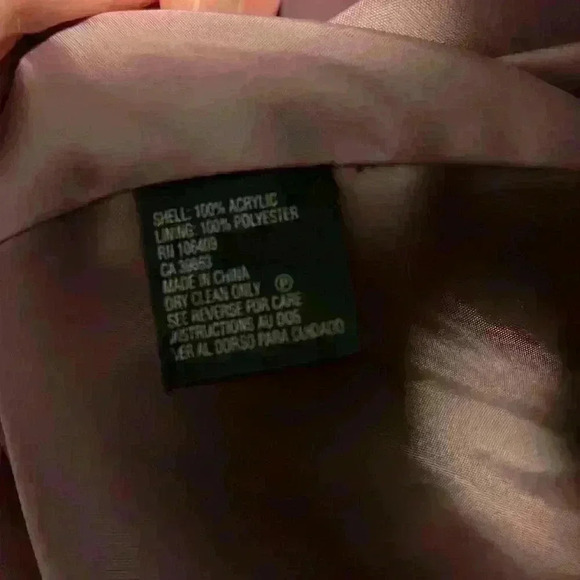 SHELL: 100% ACRYLIC
LINING: 100% POLYESTER
RN 106409
CA 39653
MADE IN CHINA
DRY CLEAN ONLY Ⓟ
SEE REVERSE FOR CARE
INSTRUCTIONS AU DOS
VER AL DORSO PARA CUIDADO